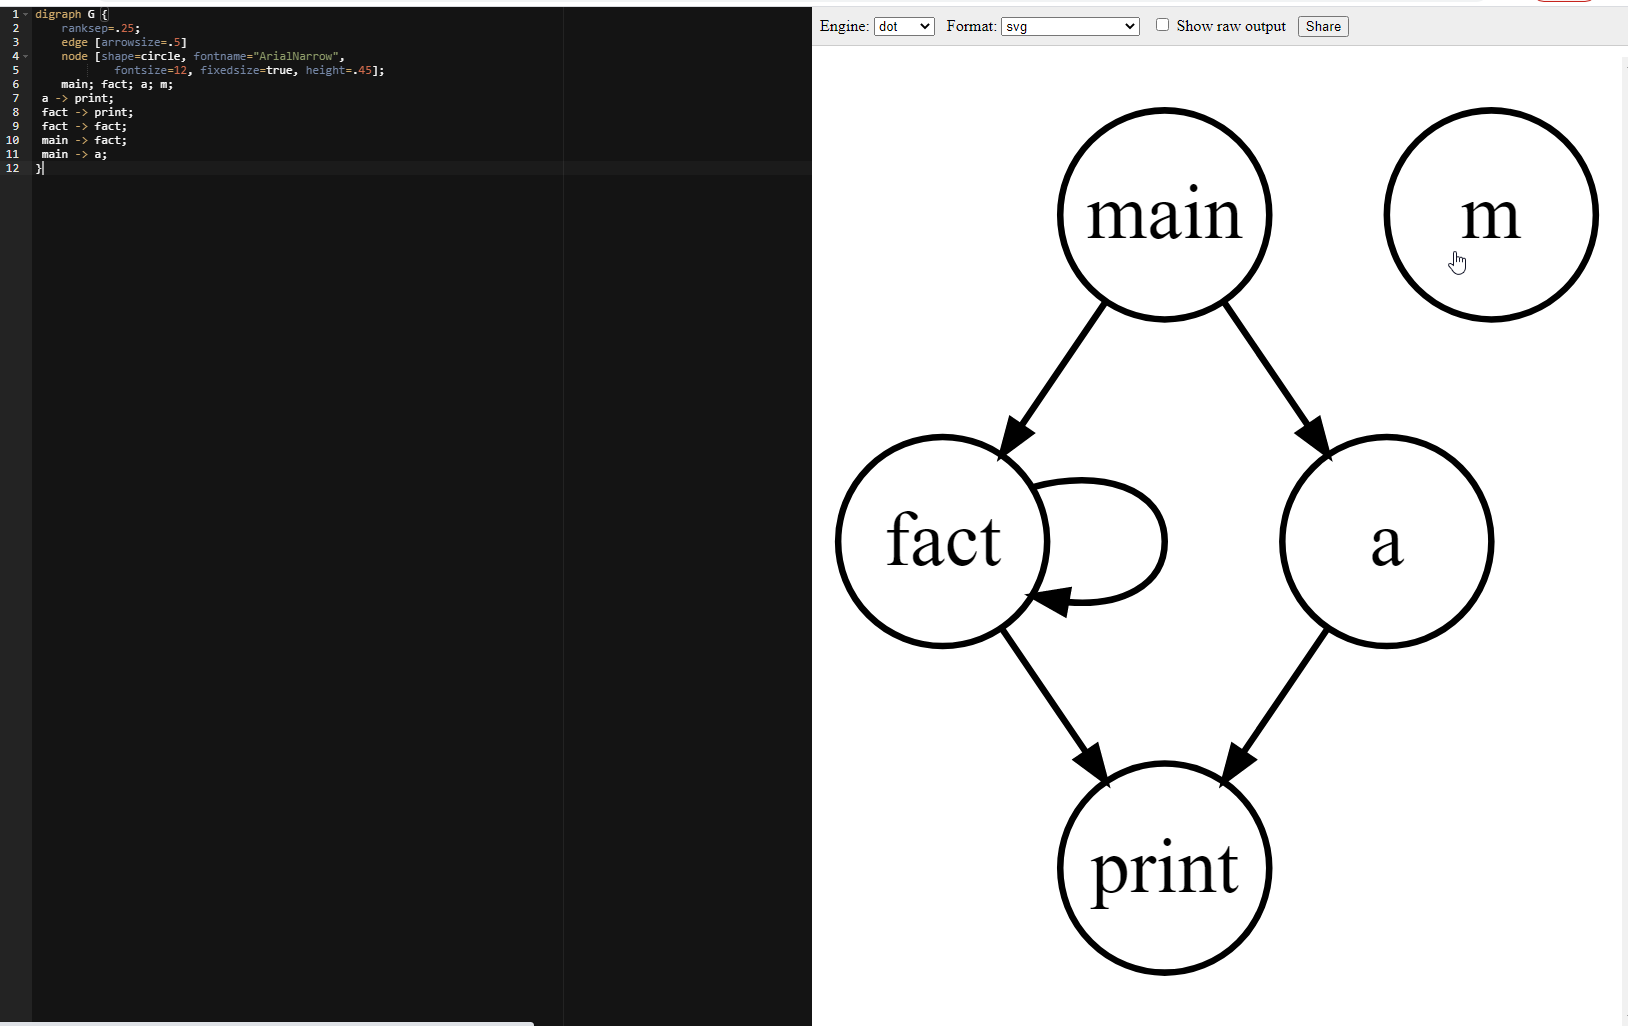 1 digraph G {
2 ranksep=.25;
3 edge [arrowsize=.5]
4 node [shape=circle, fontname="ArialNarrow",
5 fontsize=12, fixedsize=true, height=.45];
6 main; fact; a; m;
7 a -> print;
8 fact -> print;
9 fact -> fact;
10 main -> fact;
11 main -> a;
12 }
Engine: dot Format: svg Show raw output Share
main m
fact a
print